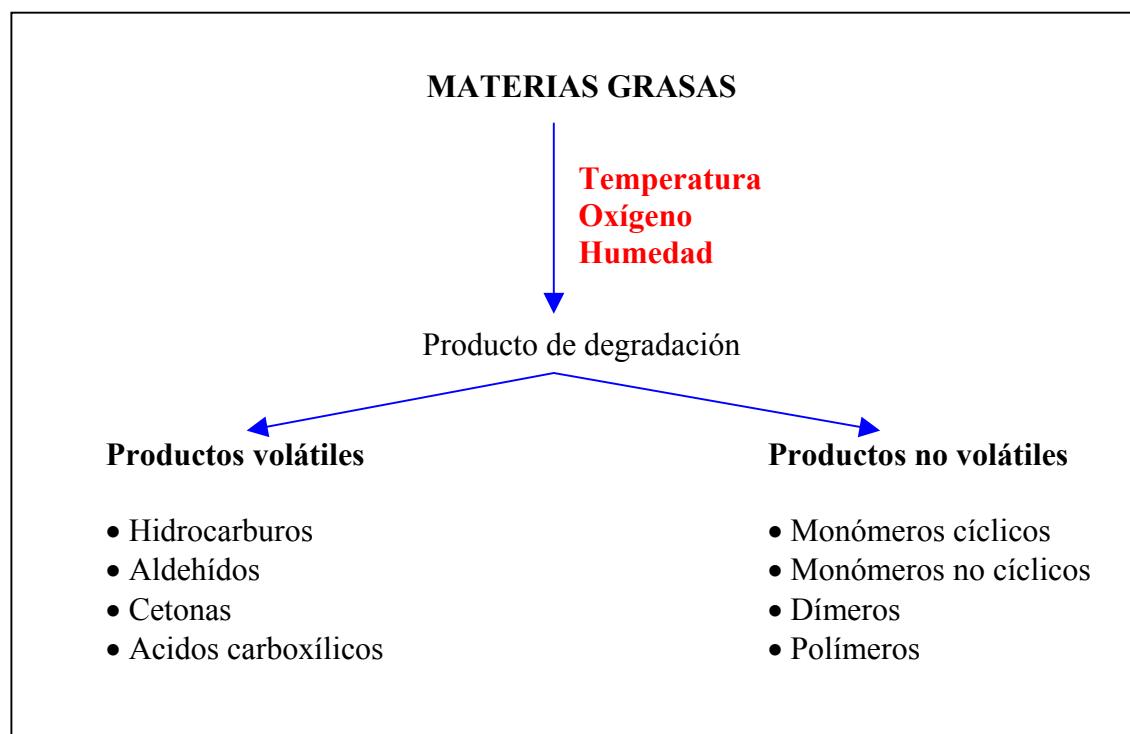 MATERIAS GRASAS
Temperatura
Oxígeno
Humedad
Producto de degradación
Productos volátiles
• Hidrocarburos
• Aldehídos
• Cetonas
• Acidos carboxílicos
Productos no volátiles
• Monómeros cíclicos
• Monómeros no cíclicos
• Dímeros
• Polímeros